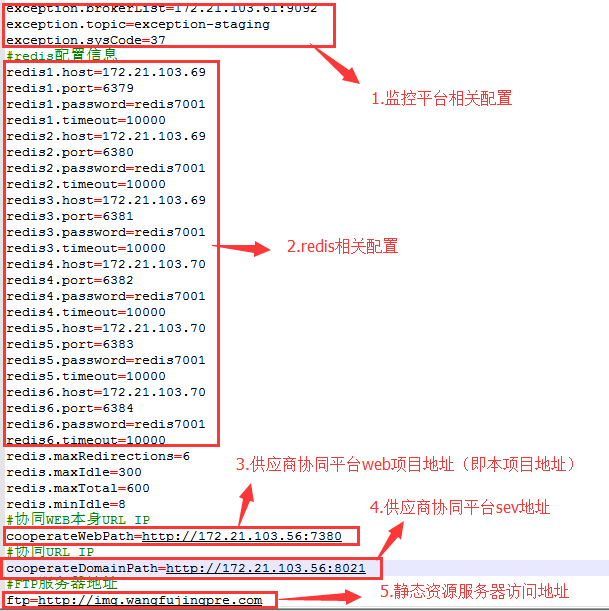 exception.brokerList=172.21.103.61:9092
exception.topic=exception-staging
exception.sysCode=37
#redis配置信息
1.监控平台相关配置
redis1.host=172.21.103.69
redis1.port=6379
redis1.password=redis7001
redis1.timeout=10000
redis2.host=172.21.103.69
redis2.port=6380
redis2.password=redis7001
redis2.timeout=10000
redis3.host=172.21.103.69
redis3.port=6381
redis3.password=redis7001
redis3.timeout=10000
2.redis相关配置
redis4.host=172.21.103.70
redis4.port=6382
redis4.password=redis7001
redis4.timeout=10000
redis5.host=172.21.103.70
redis5.port=6383
redis5.password=redis7001
redis5.timeout=10000
redis6.host=172.21.103.70
redis6.port=6384
redis6.password=redis7001
redis6.timeout=10000
redis.maxRedirections=6
redis.maxIdle=300
redis.maxTotal=600
redis.minIdle=8
3.供应商协同平台web项目地址（即本项目地址）
#协同WEB本身URL IP
cooperateWebPath=http://172.21.103.56:7380
4.供应商协同平台sev地址
#协同URL IP
cooperateDomainPath=http://172.21.103.56:8021
#FTP服务器地址
ftp=http://img.wangfujingpre.com
5.静态资源服务器访问地址